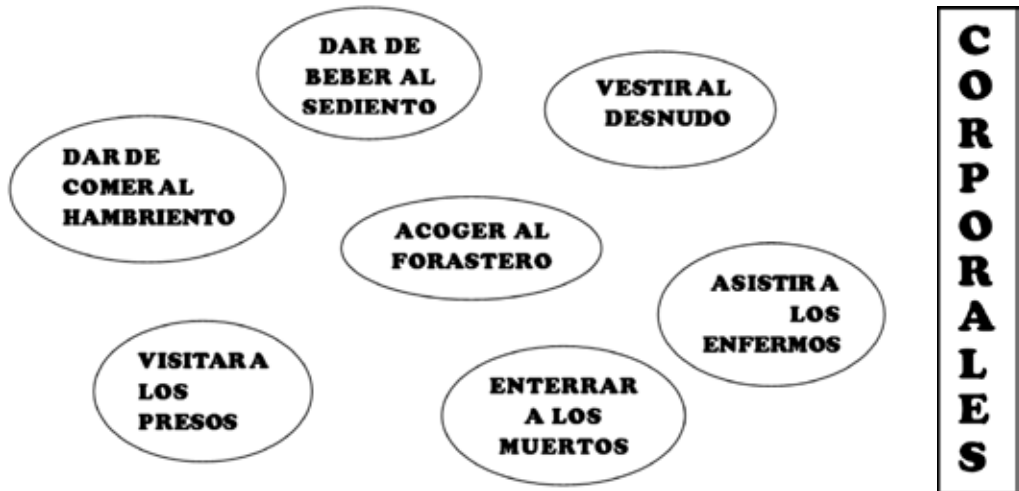 DAR DE
BEBER AL
SEDIENTO
VESTIR AL
DESNUDO
DAR DE
COMER AL
HAMBRIENTO
ACOGER AL
FORASTERO
ASISTIR A
LOS
ENFERMOS
VISITAR A
LOS
PRESOS
ENTERRAR
A LOS
MUERTOS
CORPORALES